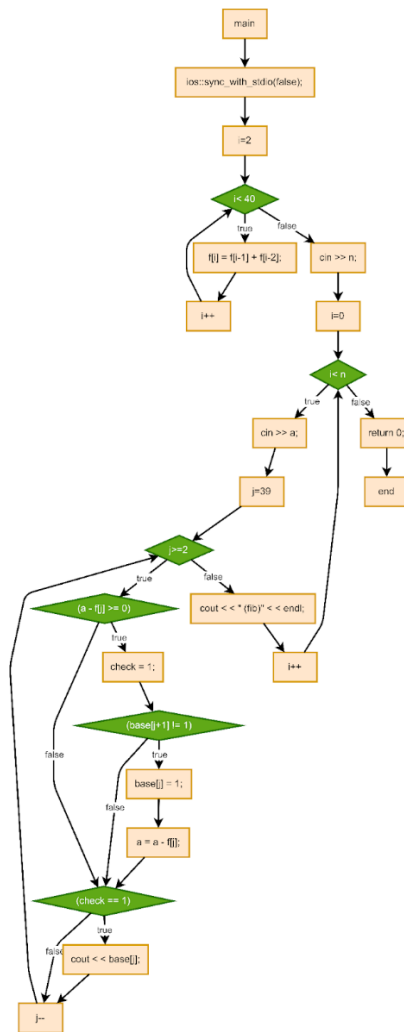 main
ios::sync_with_stdio(false);
i=2
i< 40
true
false
f[i] = f[i-1] + f[i-2];
cin >> n;
i++
i=0
i< n
true
false
cin >> a;
return 0;
j=39
end
j>=2
true
false
(a - f[j] >= 0)
cout < < " (fib)" < < endl;
true
check = 1;
i++
(base[j+1] != 1)
false
true
base[j] = 1;
false
a = a - f[j];
(check == 1)
true
false
cout < < base[j];
j--